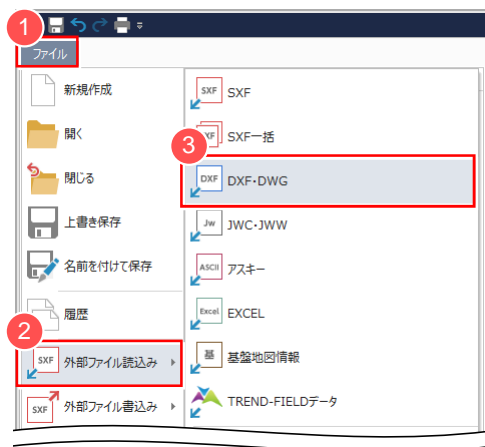 1
ファイル
新規作成
開く
閉じる
上書き保存
名前を付けて保存
履歴
2
SXF 外部ファイル読込み
SXF 外部ファイル書込み
SXF SXF
XF SXF一括
3
DXF DXF・DWG
Jw JWC・JWW
ASCII アスキー
Excel EXCEL
基 基盤地図情報
TREND-FIELDデータ